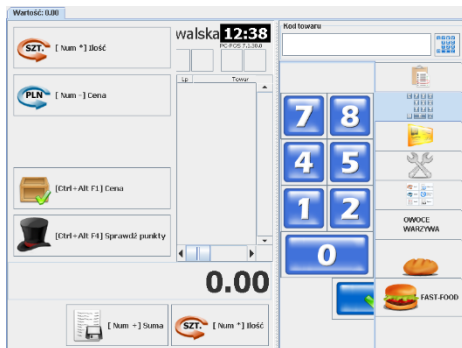 Wartość: 0.00
SZT. [ Num *] Ilość
PLN [ Num -] Cena
[Ctrl+Alt F1] Cena
[Ctrl+Alt F4] Sprawdź punkty
walska 12:38
PC-POS 7.1.30.0
Lp Towar
0.00
[ Num +] Suma
SZT. [ Num *] Ilość
Kod towaru
7 8
4 5
1 2
0
OWOCE
WARZYWA
FAST-FOOD